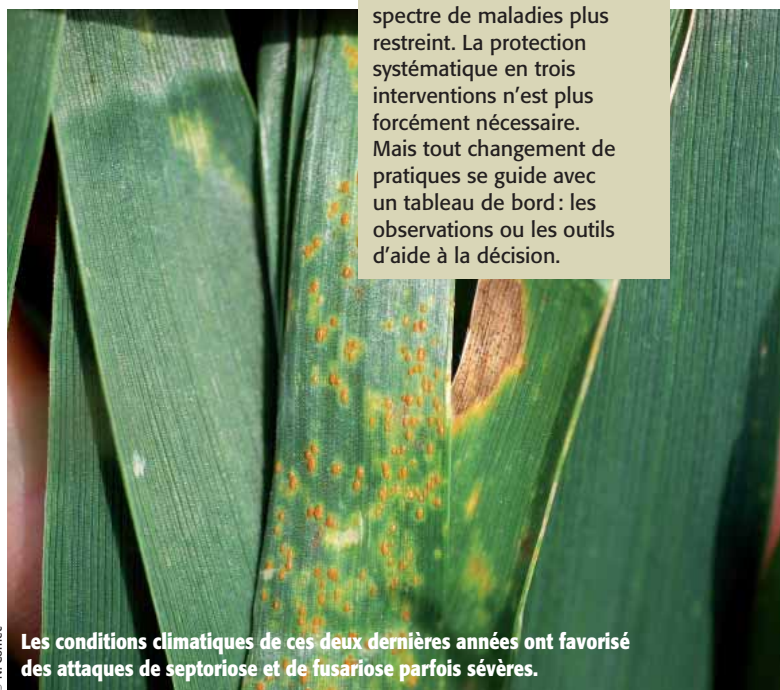 spectre de maladies plus
restreint. La protection
systématique en trois
interventions n’est plus
forcément nécessaire.
Mais tout changement de
pratiques se guide avec
un tableau de bord : les
observations ou les outils
d’aide à la décision.
Les conditions climatiques de ces deux dernières années ont favorisé
des attaques de septoriose et de fusariose parfois sévères.